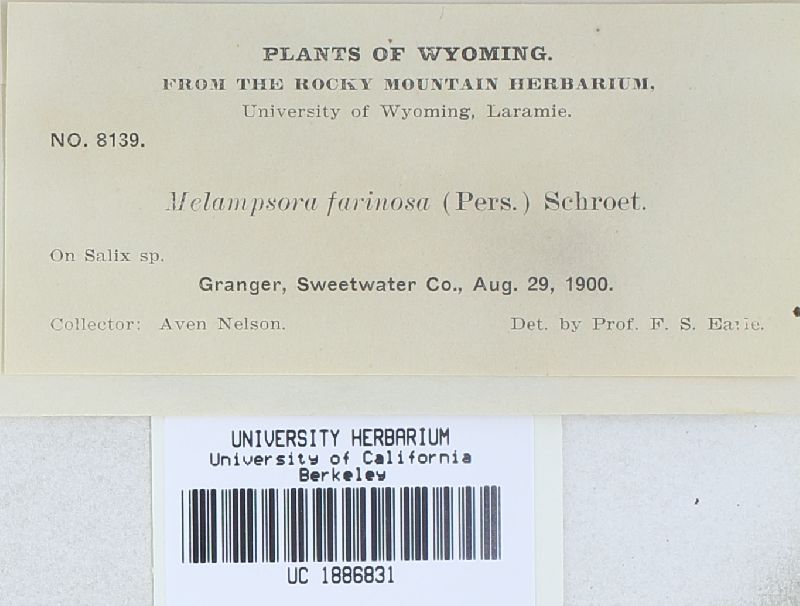 PLANTS OF WYOMING.
FROM THE ROCKY MOUNTAIN HERBARIUM,
University of Wyoming, Laramie.
NO. 8139.
Melampsora farinosa (Pers.) Schroet.
On Salix sp.
Granger, Sweetwater Co., Aug. 29, 1900.
Collector: Aven Nelson. Det. by Prof. F. S. Earle.
UNIVERSITY HERBARIUM
University of California
Berkeley
UC 1886831